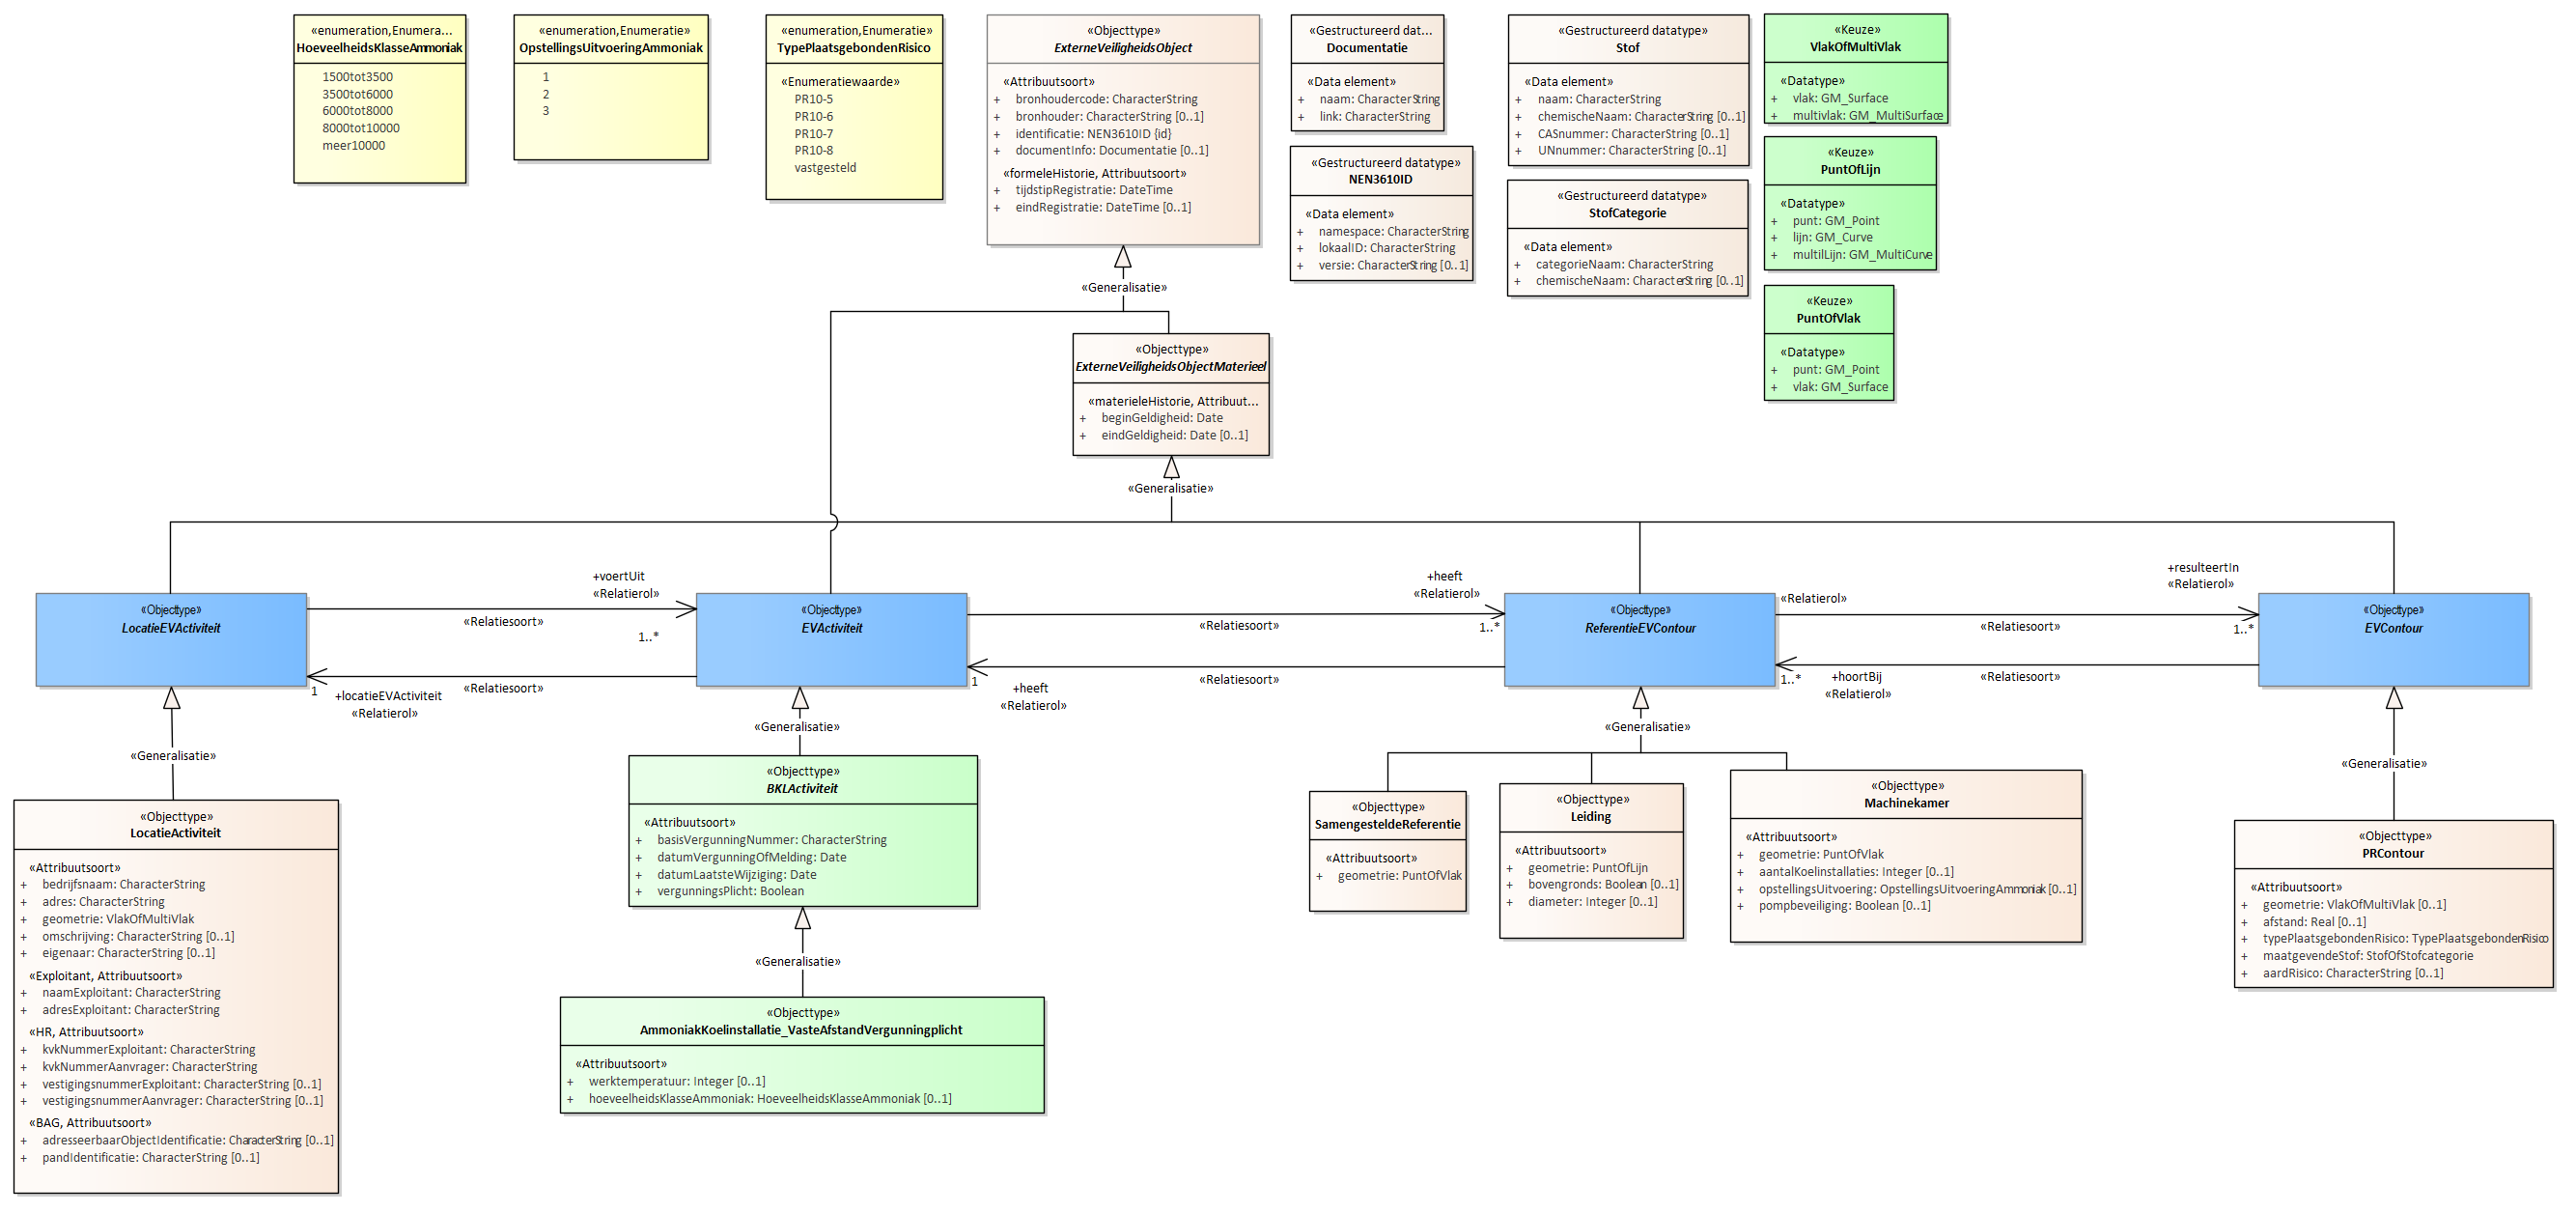 «enumeration,Enumera...
HoeveelheidsKlasseAmmoniak
1500tot3500
3500tot6000
6000tot8000
8000tot10000
meer10000
«enumeration,Enumeratie»
OpstellingsUitvoeringAmmoniak
1
2
3
«enumeration,Enumeratie»
TypePlaatsgebondenRisico
«Enumeratiewaarde»
PR10-5
PR10-6
PR10-7
PR10-8
vastgesteld
«Objecttype»
ExterneVeiligheidsObject
«Attribuutsoort»
+ bronhoudercode: CharacterString
+ bronhouder: CharacterString [0..1]
+ identificatie: NEN3610ID {id}
+ documentInfo: Documentatie [0..1]
«formeleHistorie, Attribuutsoort»
+ tijdstipRegistratie: DateTime
+ eindRegistratie: DateTime [0..1]
«Gestructureerd dat...
Documentatie
«Data element»
+ naam: CharacterString
+ link: CharacterString
«Gestructureerd datatype»
NEN3610ID
«Data element»
+ namespace: CharacterString
+ lokaalID: CharacterString
+ versie: CharacterString [0..1]
«Gestructureerd datatype»
Stof
«Data element»
+ naam: CharacterString
+ chemischeNaam: CharacterString [0..1]
+ CASnummer: CharacterString [0..1]
+ UNnummer: CharacterString [0..1]
«Gestructureerd datatype»
StofCategorie
«Data element»
+ categorieNaam: CharacterString
+ chemischeNaam: CharacterString [0..1]
«Keuze»
VlakOfMultiVlak
«Datatype»
+ vlak: GM_Surface
+ multivlak: GM_MultiSurface
«Keuze»
PuntOfLijn
«Datatype»
+ punt: GM_Point
+ lijn: GM_Curve
+ multilLijn: GM_MultiCurve
«Keuze»
PuntOfVlak
«Datatype»
+ punt: GM_Point
+ vlak: GM_Surface
«Generalisatie»
«Objecttype»
ExterneVeiligheidsObjectMaterieel
«materieleHistorie, Attribuut...
+ beginGeldigheid: Date
+ eindGeldigheid: Date [0..1]
«Generalisatie»
«Objecttype»
LocatieEVActiviteit
+voertUit
«Relatierol»
«Relatiesoort»
1..*
«Relatiesoort»
1
+locatieEVActiviteit
«Relatierol»
«Objecttype»
EVActiviteit
+heeft
«Relatierol»
«Relatiesoort»
1..*
«Relatiesoort»
1
+heeft
«Relatierol»
«Objecttype»
ReferentieEVContour
«Relatierol»
+resulteertIn
«Relatierol»
«Relatiesoort»
1..*
«Relatiesoort»
1..*
+hoortBij
«Relatierol»
«Objecttype»
EVContour
«Generalisatie»
«Objecttype»
LocatieActiviteit
«Attribuutsoort»
+ bedrijfsnaam: CharacterString
+ adres: CharacterString
+ geometrie: VlakOfMultiVlak
+ omschrijving: CharacterString [0..1]
+ eigenaar: CharacterString [0..1]
«Exploitant, Attribuutsoort»
+ naamExploitant: CharacterString
+ adresExploitant: CharacterString
«HR, Attribuutsoort»
+ kvkNummerExploitant: CharacterString
+ kvkNummerAanvrager: CharacterString
+ vestigingsnummerExploitant: CharacterString [0..1]
+ vestigingsnummerAanvrager: CharacterString [0..1]
«BAG, Attribuutsoort»
+ adresseerbaarObjectIdentificatie: CharacterString [0..1]
+ pandIdentificatie: CharacterString [0..1]
«Generalisatie»
«Objecttype»
BKLActiviteit
«Attribuutsoort»
+ basisVergunningNummer: CharacterString
+ datumVergunningOfMelding: Date
+ datumLaatsteWijziging: Date
+ vergunningsPlicht: Boolean
«Generalisatie»
«Objecttype»
AmmoniakKoelinstallatie_VasteAfstandVergunningplicht
«Attribuutsoort»
+ werktemperatuur: Integer [0..1]
+ hoeveelheidsKlasseAmmoniak: HoeveelheidsKlasseAmmoniak [0..1]
«Generalisatie»
«Objecttype»
SamengesteldeReferentie
«Attribuutsoort»
+ geometrie: PuntOfVlak
«Objecttype»
Leiding
«Attribuutsoort»
+ geometrie: PuntOfLijn
+ bovengronds: Boolean [0..1]
+ diameter: Integer [0..1]
«Objecttype»
Machinekamer
«Attribuutsoort»
+ geometrie: PuntOfVlak
+ aantalKoelinstallaties: Integer [0..1]
+ opstellingsUitvoering: OpstellingsUitvoeringAmmoniak [0..1]
+ pompbeveiliging: Boolean [0..1]
«Generalisatie»
«Objecttype»
PRContour
«Attribuutsoort»
+ geometrie: VlakOfMultiVlak [0..1]
+ afstand: Real [0..1]
+ typePlaatsgebondenRisico: TypePlaatsgebondenRisico
+ maatgevendeStof: StofOfStofcategorie
+ aardRisico: CharacterString [0..1]